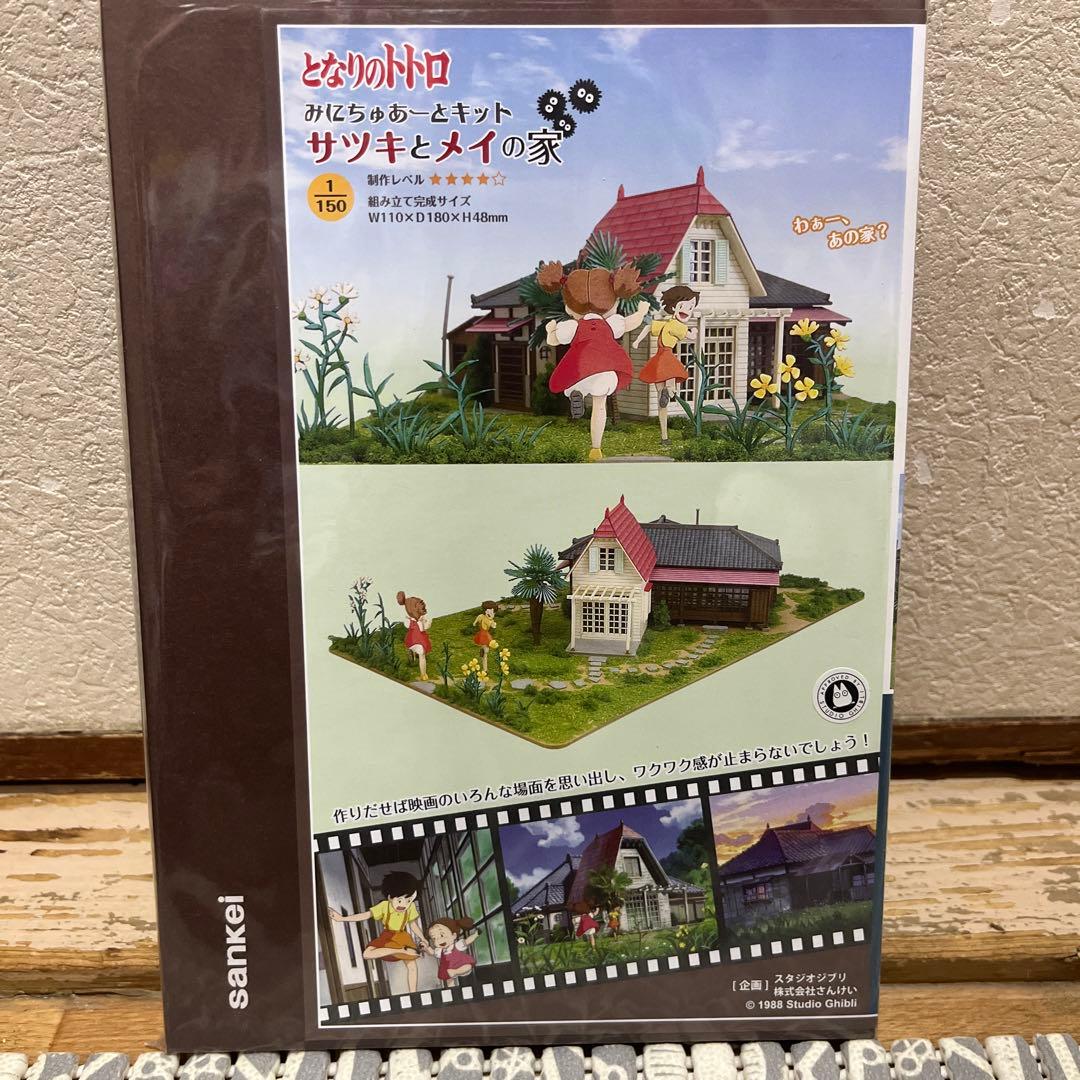 となりのトトロ
みにちゅあーとキット
サツキとメイの家
1
150
制作レベル ★★★★☆
組み立て完成サイズ
W110×D180×H48mm
わぁー、
あの家?
APPROVED BY
STUDIO GHIBLI
作りだせば映画のいろんな場面を思い出し、ワクワク感が止まらないでしょう!
sankei
[企画] スタジオジブリ
株式会社さんけい
© 1988 Studio Ghibli